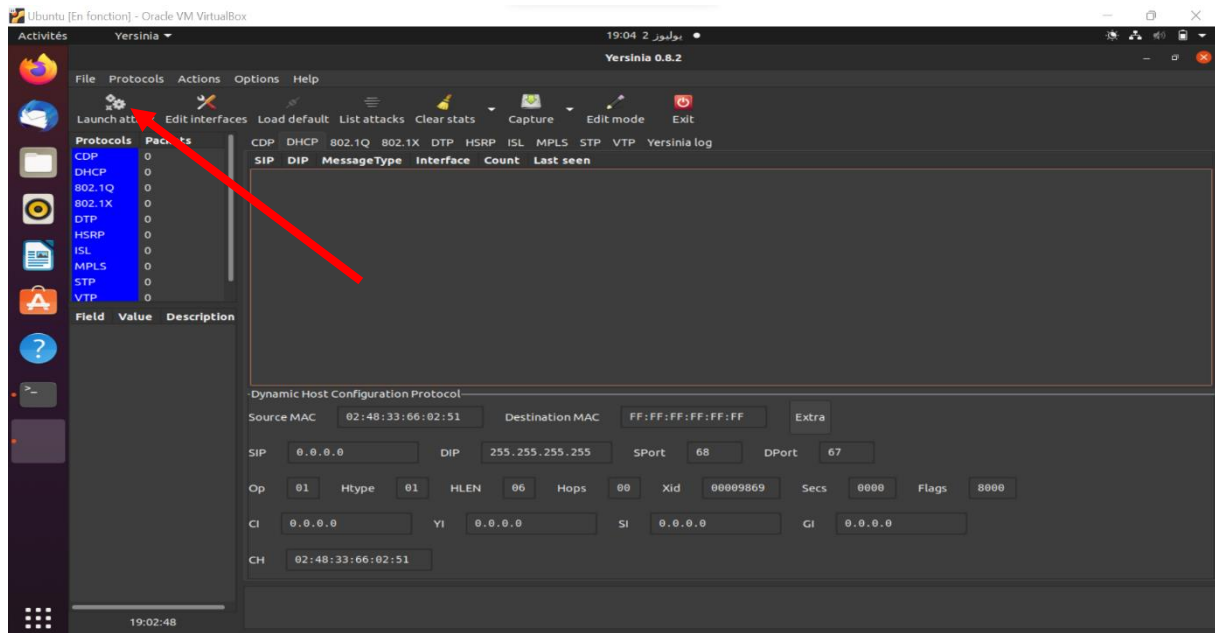 Ubuntu [En fonction] - Oracle VM VirtualBox
Activités Yersinia 19:04 2 يوليوز
Yersinia 0.8.2
File Protocols Actions Options Help
Launch Edit interfaces Load default List attacks Clear stats Capture Edit mode Exit
Protocols Packets
CDP 0
DHCP 0
802.1Q 0
802.1X 0
DTP 0
HSRP 0
ISL 0
MPLS 0
STP 0
VTP 0
Field Value Description
19:02:48
CDP DHCP 802.1Q 802.1X DTP HSRP ISL MPLS STP VTP Yersinia log
SIP DIP MessageType Interface Count Last seen
Dynamic Host Configuration Protocol
Source MAC 02:48:33:66:02:51 Destination MAC FF:FF:FF:FF:FF:FF Extra
SIP 0.0.0.0 DIP 255.255.255.255 SPort 68 DPort 67
Op 01 Htype 01 HLEN 06 Hops 00 Xid 00009869 Secs 0000 Flags 8000
CI 0.0.0.0 YI 0.0.0.0 SI 0.0.0.0 GI 0.0.0.0
CH 02:48:33:66:02:51